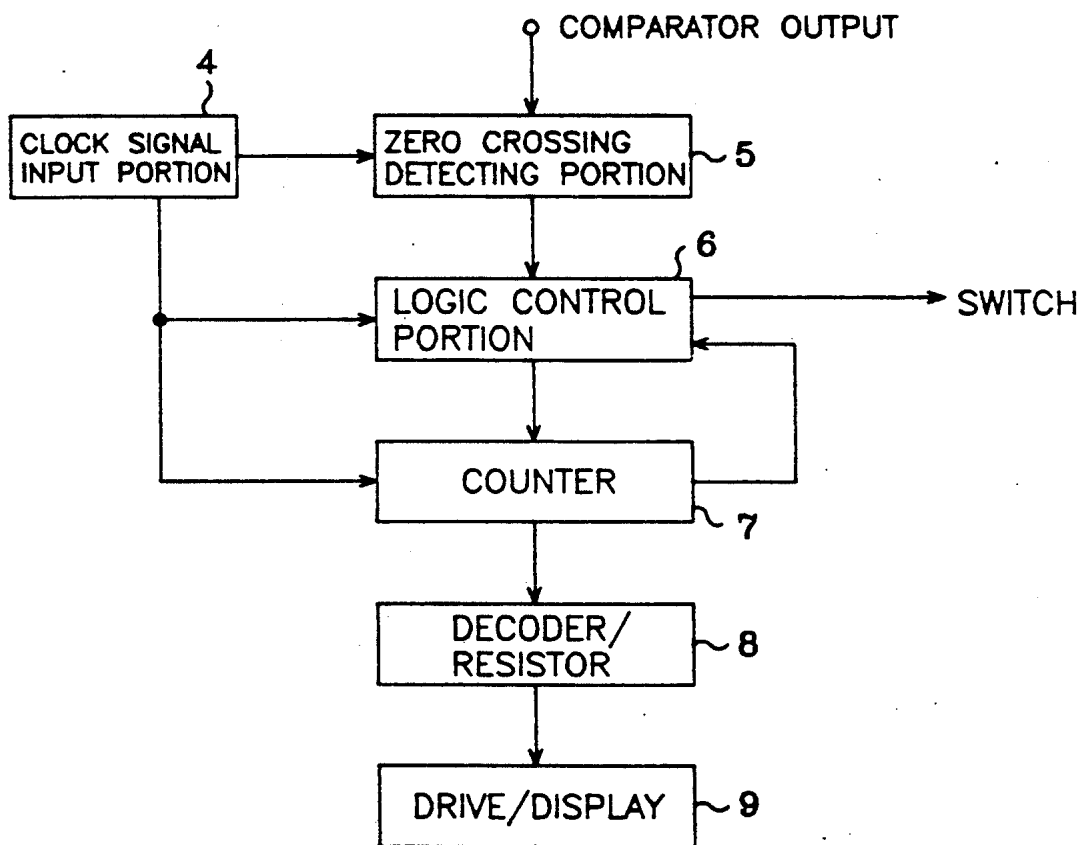 COMPARATOR OUTPUT
4
CLOCK SIGNAL
INPUT PORTION
ZERO CROSSING
DETECTING PORTION
5
6
LOGIC CONTROL
PORTION
SWITCH
COUNTER
7
DECODER/
RESISTOR
8
DRIVE/DISPLAY
9